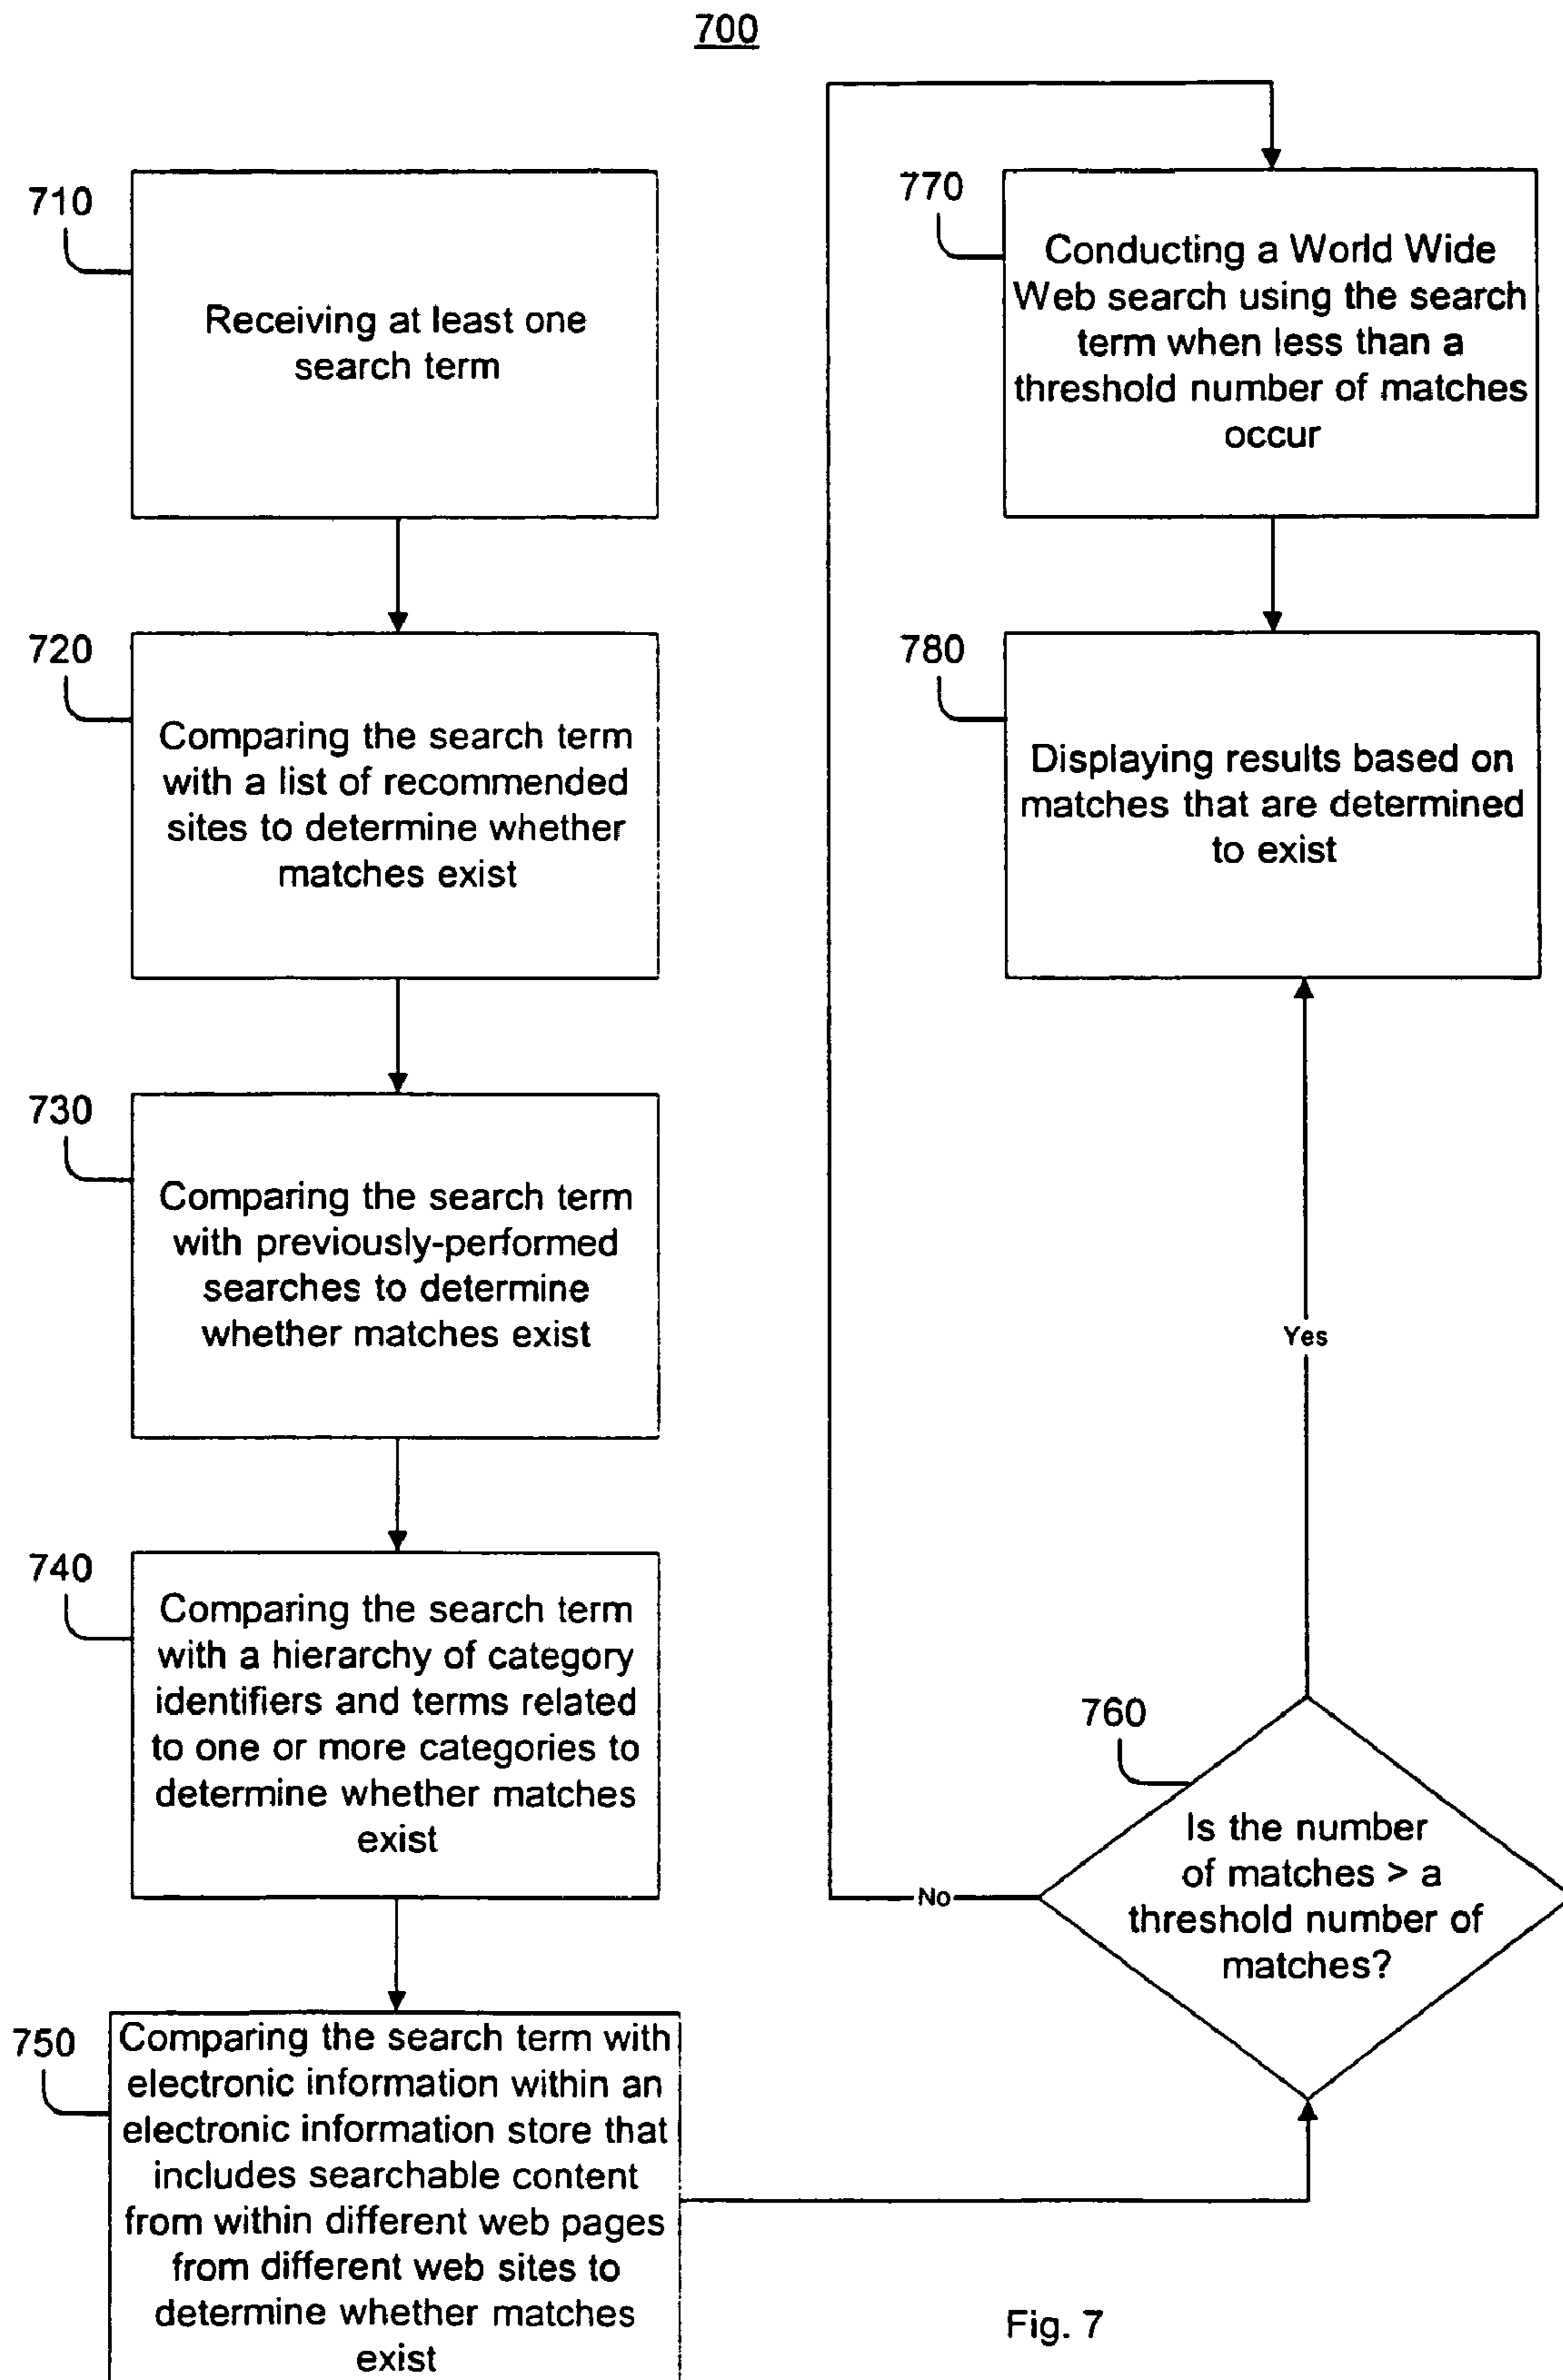 700
710
Receiving at least one
search term
720
Comparing the search term
with a list of recommended
sites to determine whether
matches exist
730
Comparing the search term
with previously-performed
searches to determine
whether matches exist
740
Comparing the search term
with a hierarchy of category
identifiers and terms related
to one or more categories to
determine whether matches
exist
750
Comparing the search term with
electronic information within an
electronic information store that
includes searchable content
from within different web pages
from different web sites to
determine whether matches
exist
760
Is the number
of matches > a
threshold number of
matches?
No
Yes
770
Conducting a World Wide
Web search using the search
term when less than a
threshold number of matches
occur
780
Displaying results based on
matches that are determined
to exist
Fig. 7